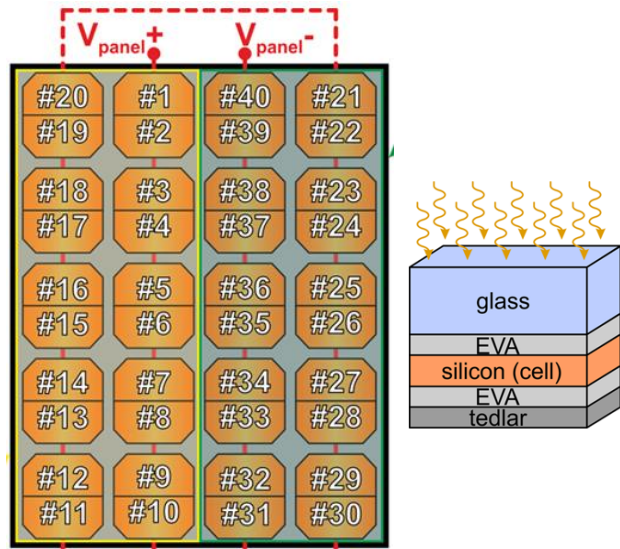 Vpanel+ Vpanel-
#20 #1 #40 #21
#19 #2 #39 #22
#18 #3 #38 #23
#17 #4 #37 #24
#16 #5 #36 #25
#15 #6 #35 #26
#14 #7 #34 #27
#13 #8 #33 #28
#12 #9 #32 #29
#11 #10 #31 #30
glass
EVA
silicon (cell)
EVA
tedlar